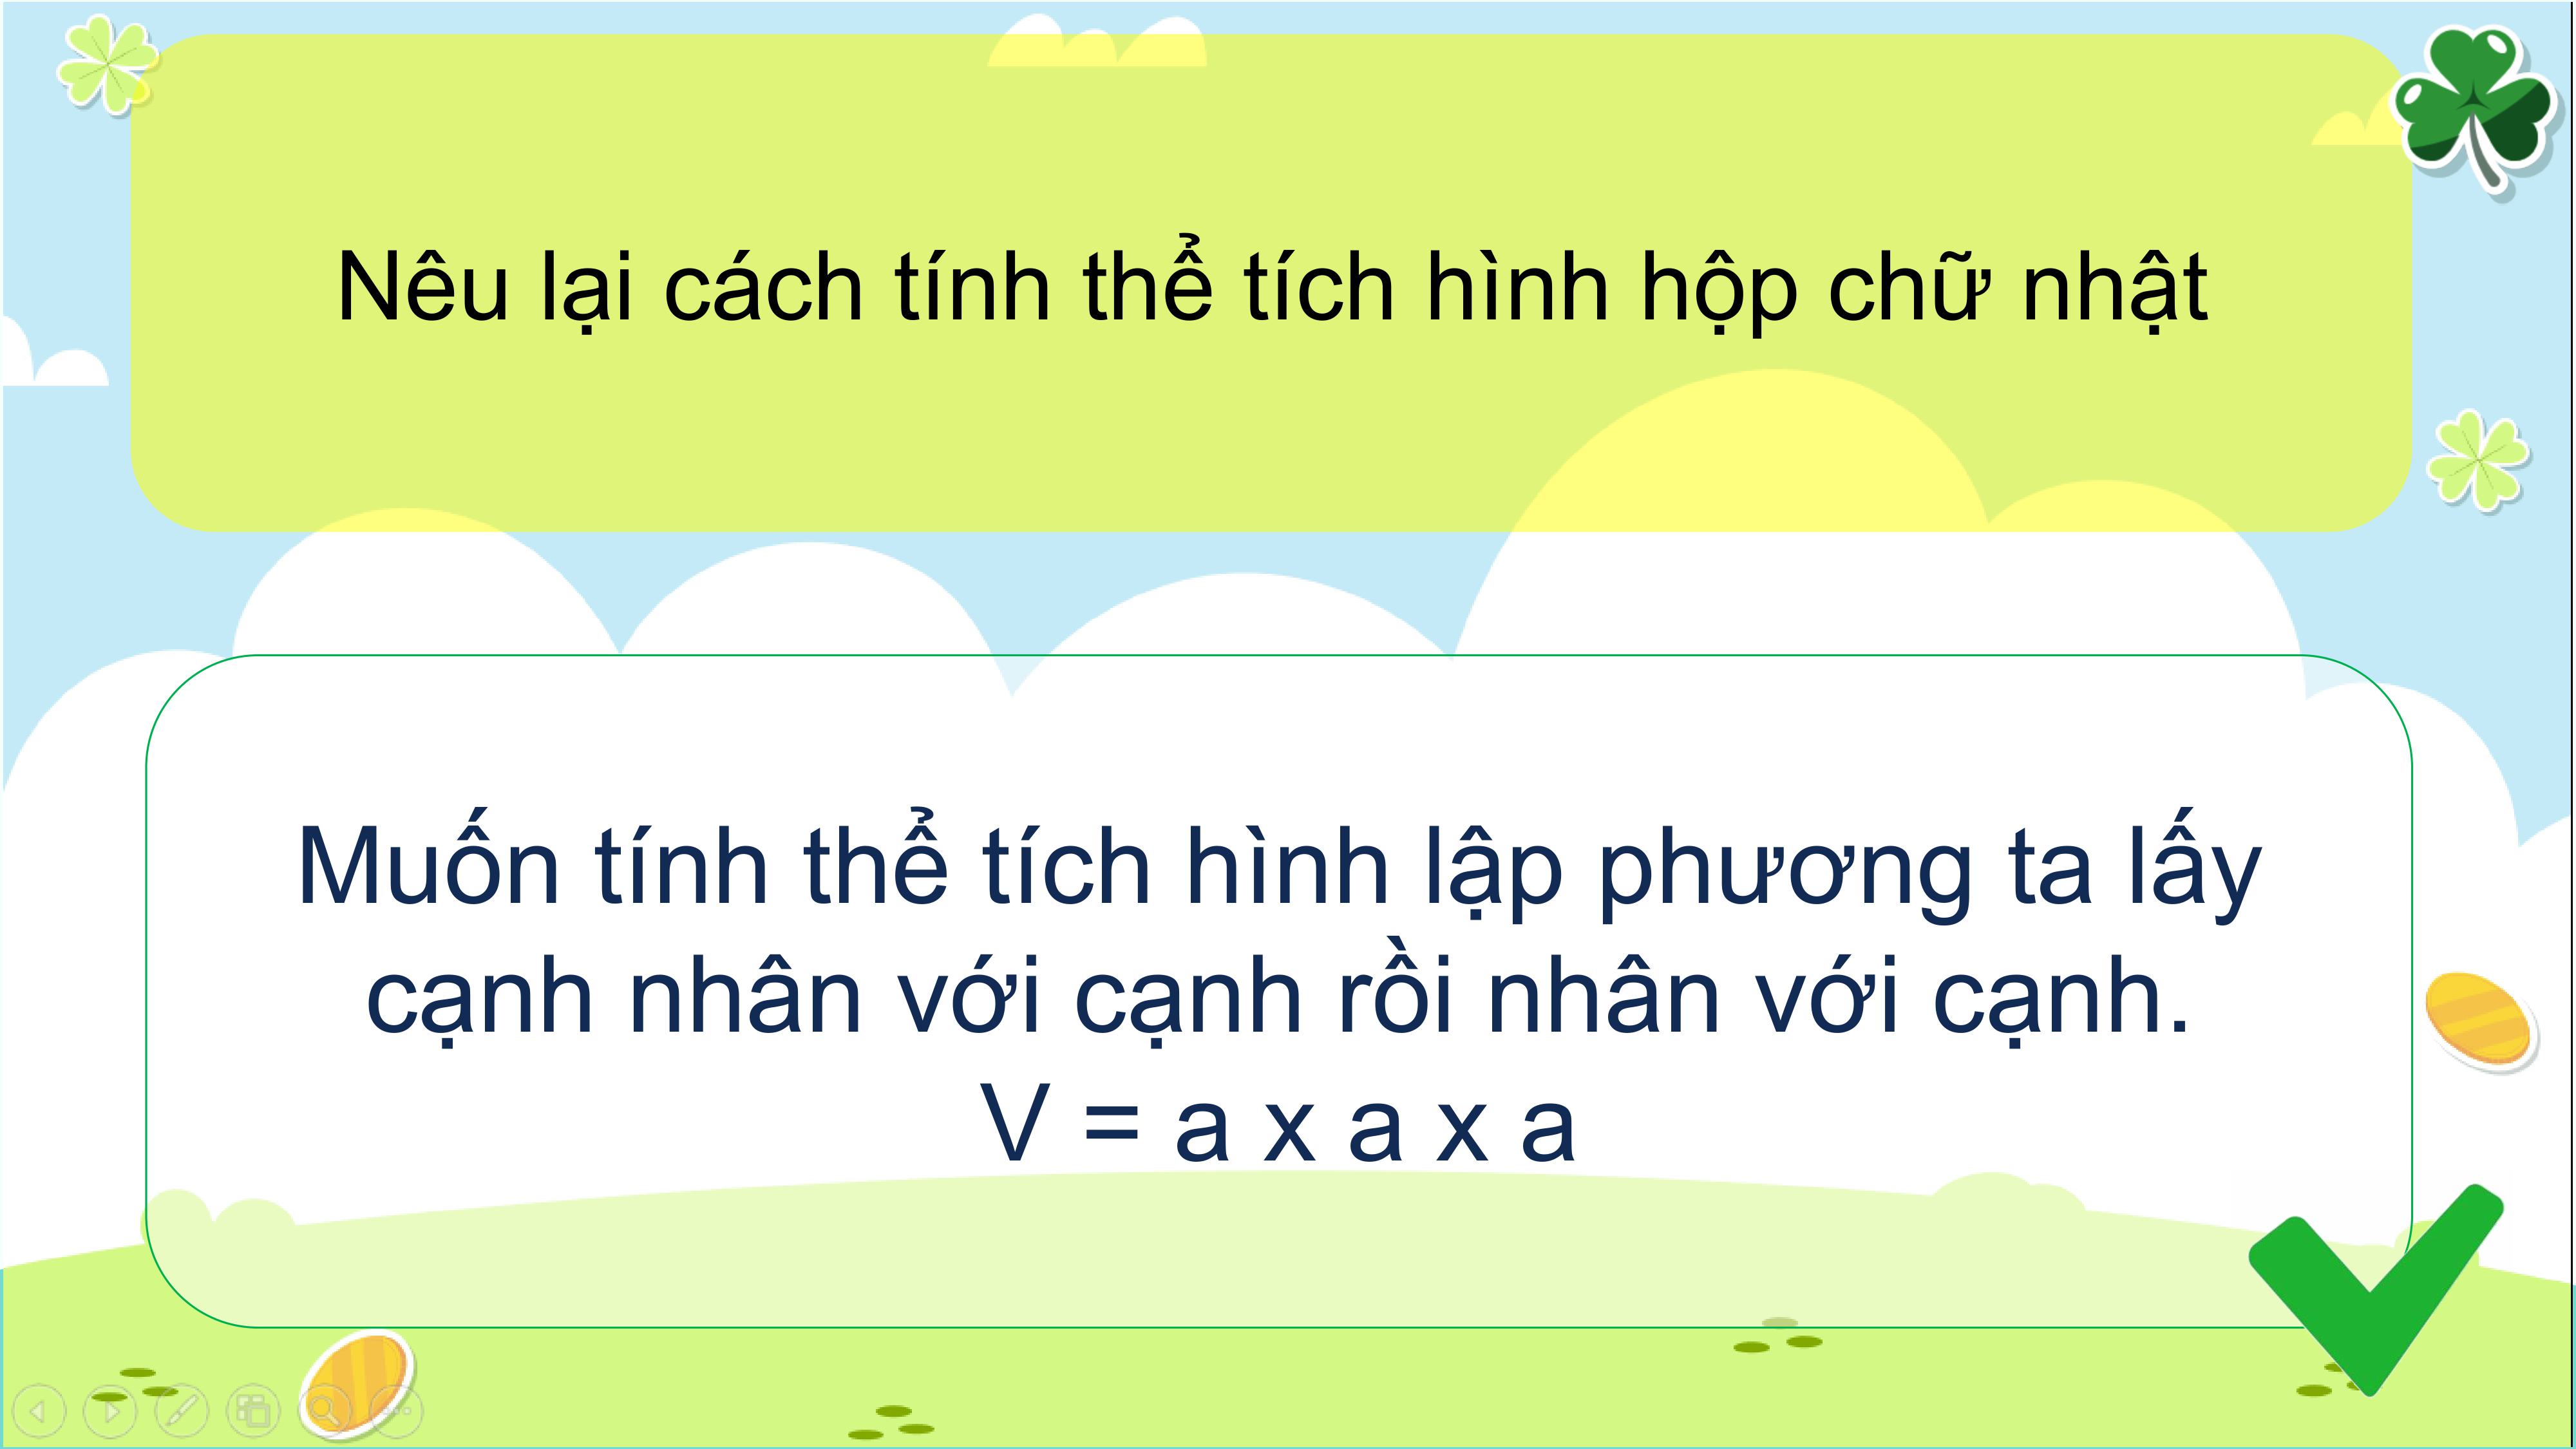 Nêu lại cách tính thể tích hình hộp chữ nhật
Muốn tính thể tích hình lập phương ta lấy
cạnh nhân với cạnh rồi nhân với cạnh.
V = a x a x a